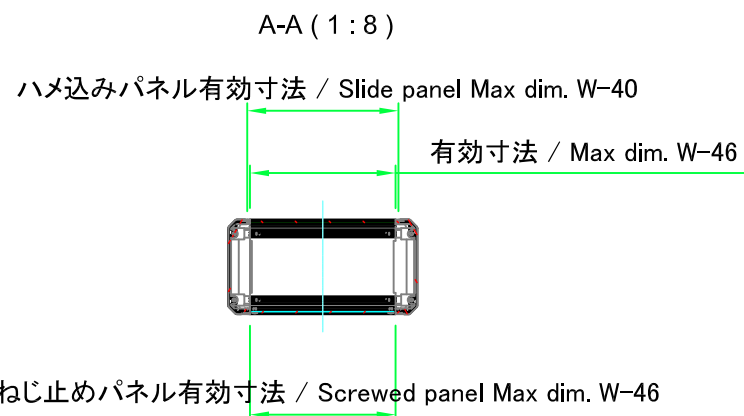 A-A ( 1 : 8 )
ハメ込みパネル有効寸法 / Slide panel Max dim. W-40
有効寸法 / Max dim. W-46
ねじ止めパネル有効寸法 / Screwed panel Max dim. W-46